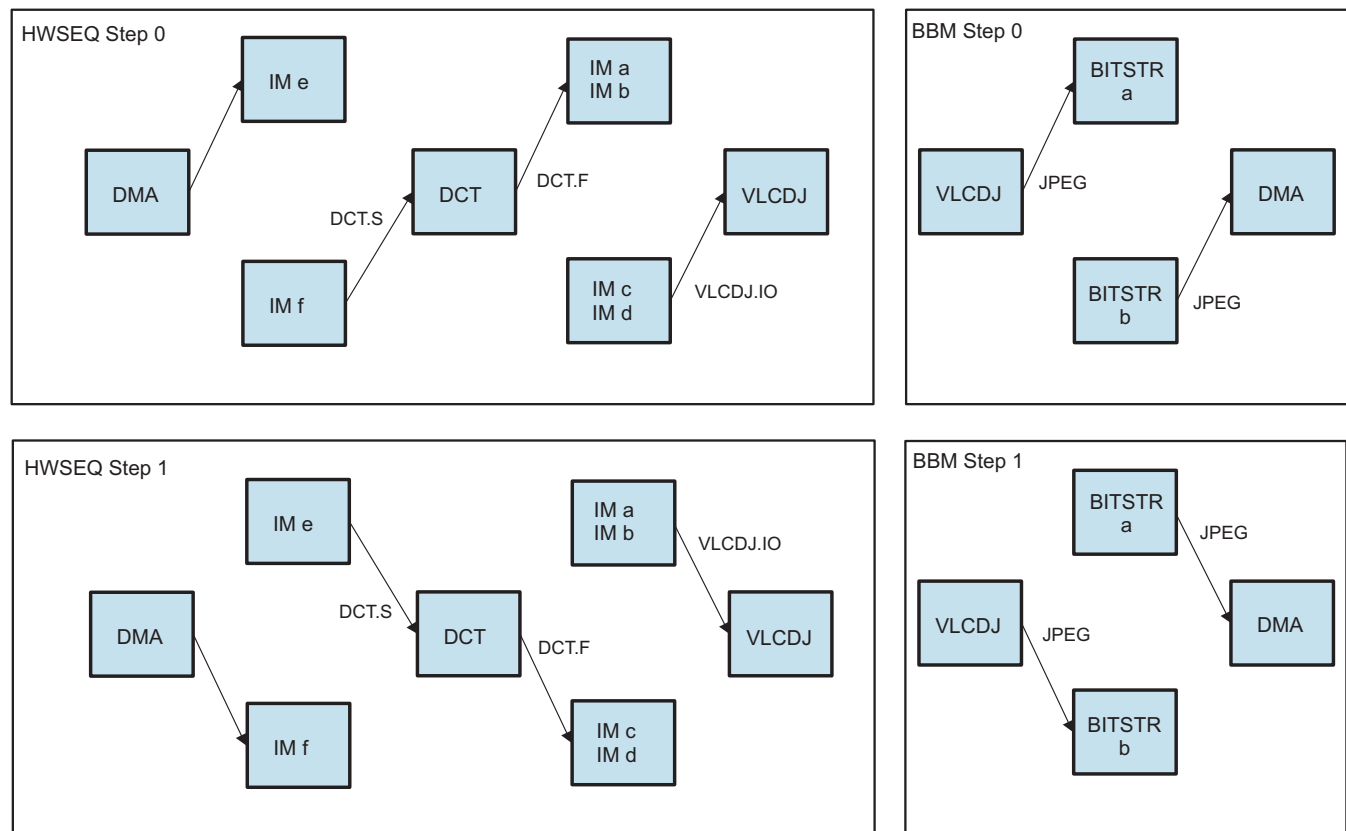 HWSEQ Step 0
IM e
IM a
IM b
DMA
DCT
DCT.F
VLCDJ
DCT.S
IM f
IM c
IM d
VLCDJ.IO
BBM Step 0
BITSTR
a
VLCDJ
JPEG
DMA
BITSTR
b
JPEG
HWSEQ Step 1
IM e
IM a
IM b
VLCDJ.IO
DMA
DCT.S
DCT
DCT.F
VLCDJ
IM f
IM c
IM d
BBM Step 1
BITSTR
a
JPEG
VLCDJ
JPEG
DMA
BITSTR
b